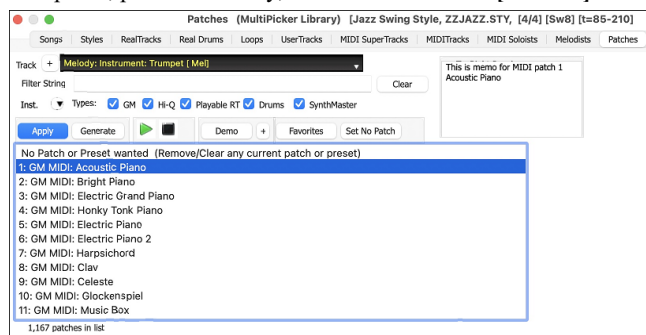 Patches (MultiPicker Library) [Jazz Swing Style, ZZJAZZ.STY, [4/4] [Sw8] [t=85-210]
Songs Styles RealTracks Real Drums Loops UserTracks MIDI SuperTracks MIDITracks MIDI Soloists Melodists Patches
Track + Melody: Instrument: Trumpet [ Mel]
This is memo for MIDI patch 1
Acoustic Piano
Filter String Clear
Inst. Types: GM Hi-Q Playable RT Drums SynthMaster
Apply Generate Demo + Favorites Set No Patch
No Patch or Preset wanted (Remove/Clear any current patch or preset)
1: GM MIDI: Acoustic Piano
2: GM MIDI: Bright Piano
3: GM MIDI: Electric Grand Piano
4: GM MIDI: Honky Tonk Piano
5: GM MIDI: Electric Piano
6: GM MIDI: Electric Piano 2
7: GM MIDI: Harpsichord
8: GM MIDI: Clav
9: GM MIDI: Celeste
10: GM MIDI: Glockenspiel
11: GM MIDI: Music Box
1,167 patches in list